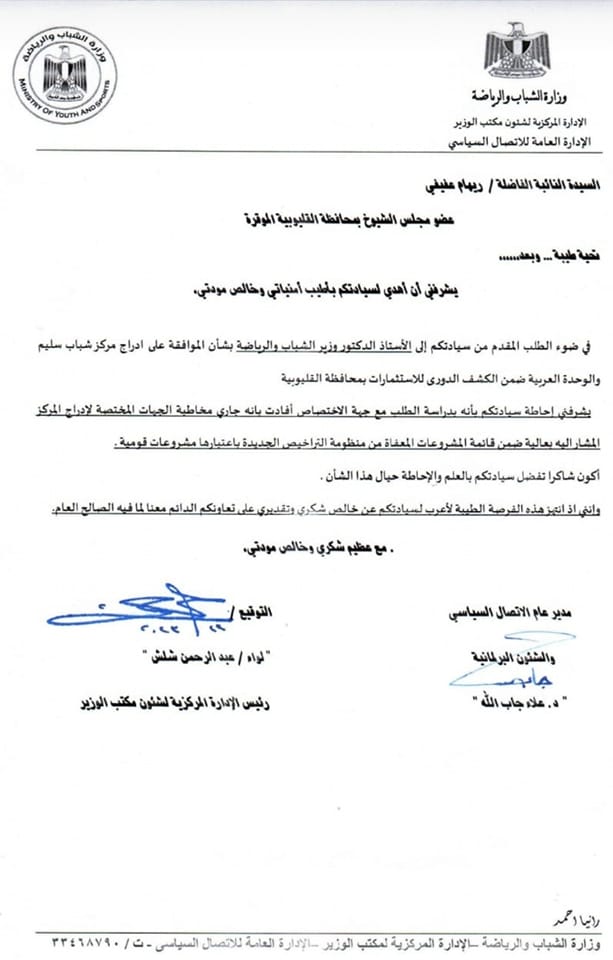 وزارة الشباب والرياضة
MINISTRY OF YOUTH AND SPORTS
وزارة الشباب والرياضة
الإدارة المركزية لشئون مكتب الوزير
الإدارة العامة للاتصال السياسي
السيدة النائبة الفاضلة / ريهام عفيفي
عضو مجلس الشيوخ بمحافظة القليوبية الموقرة
تحية طيبة ... وبعد......
يشرفني أن أهدي لسيادتكم بأطيب أمنياتي وخالص مودتي،
في ضوء الطلب المقدم من سيادتكم إلى الأستاذ الدكتور وزير الشباب والرياضة بشأن الموافقة على ادراج مركز شباب سليم
والوحدة العربية ضمن الكشف الدورى للاستثمارات بمحافظة القليوبية
يشرفني إحاطة سيادتكم بأنه بدراسة الطلب مع جهة الاختصاص أفادت بانه جاري مخاطبة الجهات المختصة لإدراج المركز
المشار اليه بعالية ضمن قائمة المشروعات المعفاة من منظومة التراخيص الجديدة باعتبارها مشروعات قومية .
أكون شاكرا تفضل سيادتكم بالعلم والإحاطة حيال هذا الشأن .
وانني اذ انتهز هذه الفرصة الطيبة لأعرب لسيادتكم عن خالص شكري وتقديري على تعاونكم الدائم معنا لما فيه الصالح العام.
. مع عظيم شكري وخالص مودتي،
مدير عام الاتصال السياسي
والشئون البرلمانية
" د. علاء جاب الله "
التوقيع /
"لواء / عبد الرحمن شلش "
رئيس الإدارة المركزية لشئون مكتب الوزير
رانيا احمد
وزارة الشباب والرياضة –الإدارة المركزية لمكتب الوزير –الإدارة العامة للاتصال السياسى - ت / ٣٣٤٦٨٧٩٠